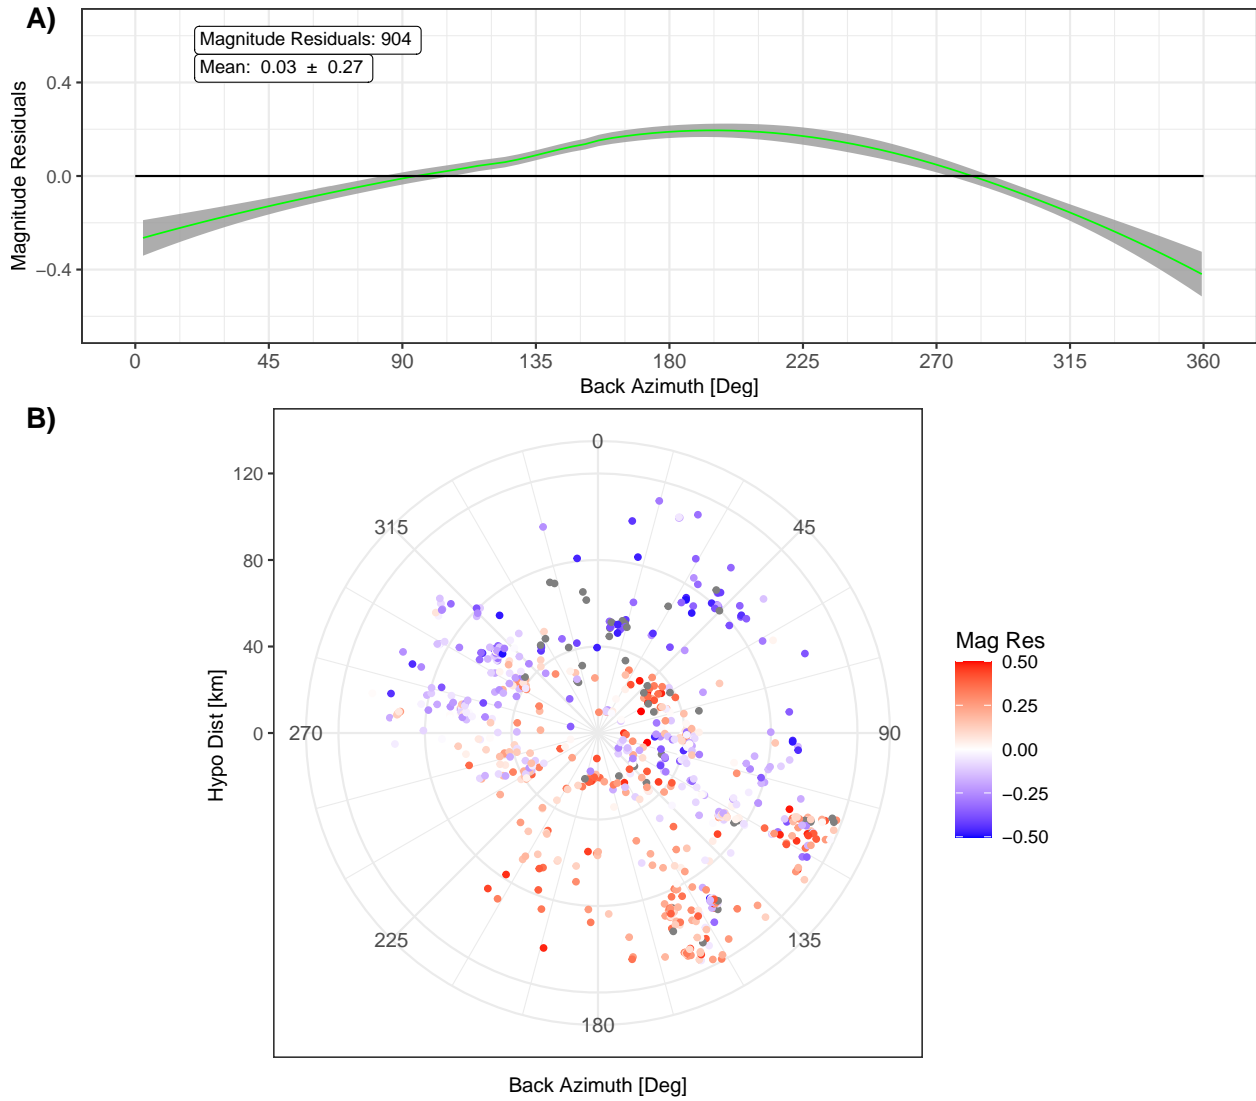 A)
Magnitude Residuals: 904
Mean: 0.03 ± 0.27
Magnitude Residuals
0.4
0.0
−0.4
0 45 90 135 180 225 270 315 360
Back Azimuth [Deg]
B)
Hypo Dist [km]
120
80
40
0
0
45
90
135
180
225
270
315
Back Azimuth [Deg]
Mag Res
0.50
0.25
0.00
−0.25
−0.50